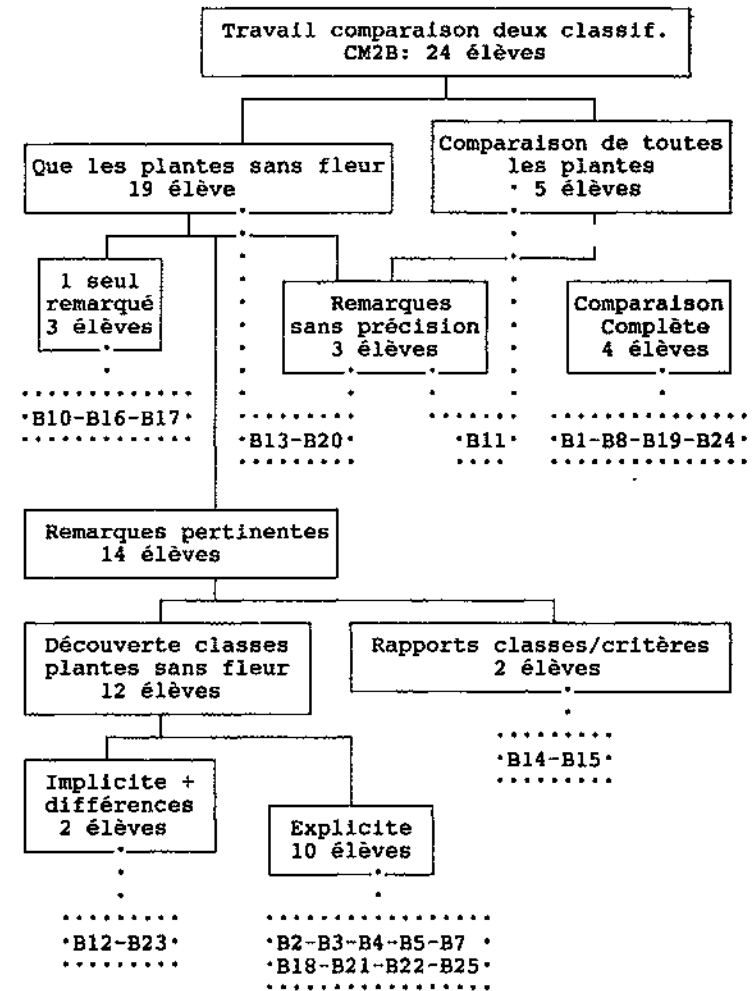 Travail comparaison deux classif.
CM2B: 24 élèves
Que les plantes sans fleur
19 élève
Comparaison de toutes
les plantes
5 élèves
1 seul
remarqué
3 élèves
Remarques
sans précision
3 élèves
Comparaison
Complète
4 élèves
B10-B16-B17
B13-B20
B11
B1-B8-B19-B24
Remarques pertinentes
14 élèves
Découverte classes
plantes sans fleur
12 élèves
Rapports classes/critères
2 élèves
B14-B15
Implicite +
différences
2 élèves
Explicite
10 élèves
B12-B23
B2-B3-B4-B5-B7
B18-B21-B22-B25